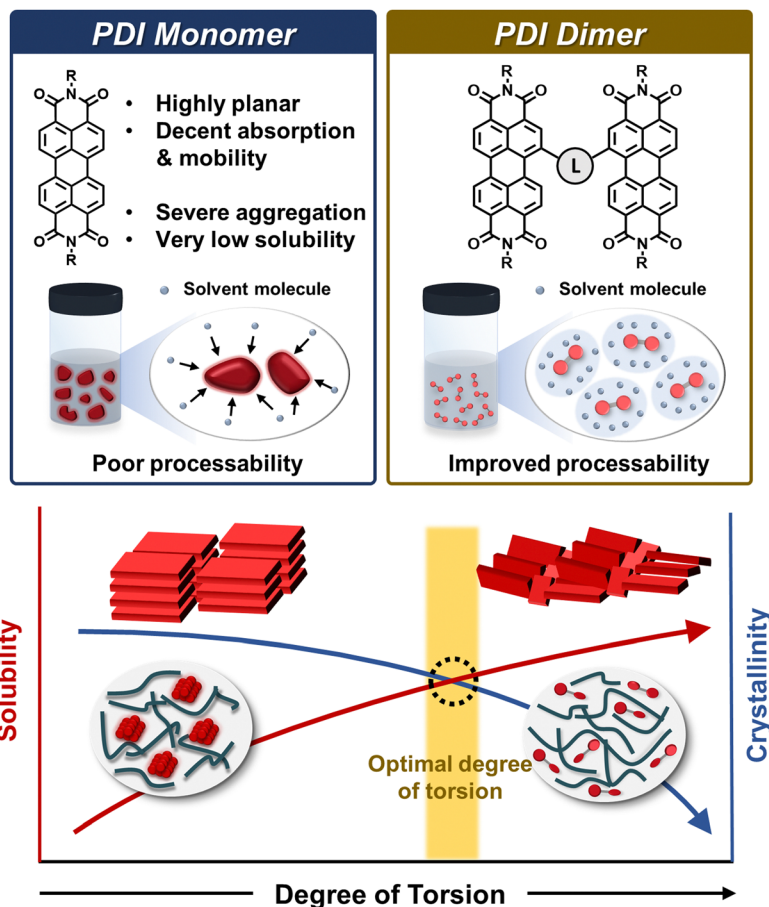 PDI Monomer
R
N
O
O
• Highly planar
• Decent absorption
& mobility
• Severe aggregation
• Very low solubility
O
O
N
R
Solvent molecule
Poor processability
PDI Dimer
R
R
O
N
O
O
N
O
L
O
N
O
O
N
O
R
R
Solvent molecule
Improved processability
Solubility
Crystallinity
Optimal degree
of torsion
Degree of Torsion